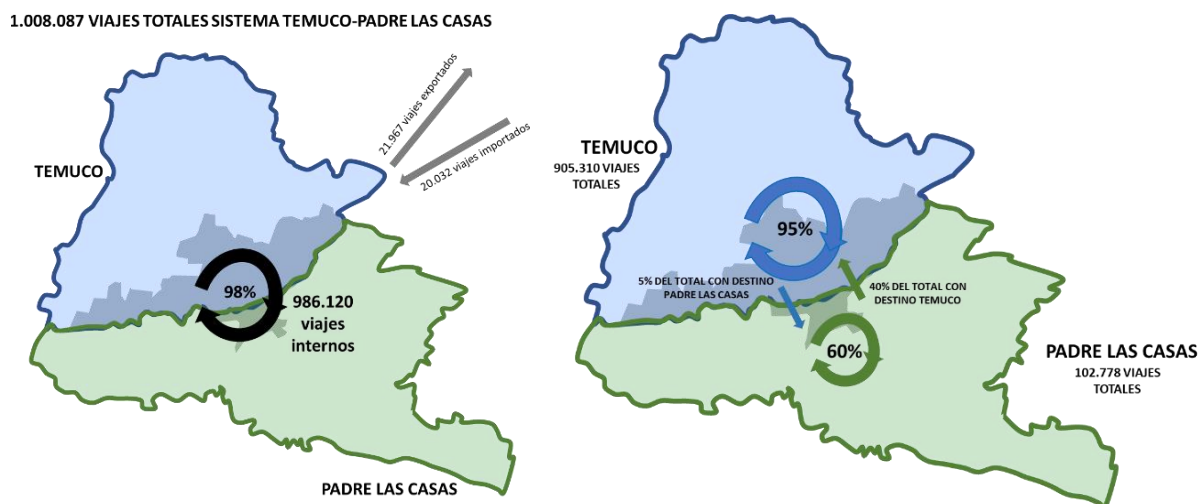 1.008.087 VIAJES TOTALES SISTEMA TEMUCO-PADRE LAS CASAS
21.967 viajes exportados
20.032 viajes importados
TEMUCO
98%
986.120
viajes
internos
PADRE LAS CASAS
TEMUCO
905.310 VIAJES
TOTALES
95%
5% DEL TOTAL CON DESTINO
PADRE LAS CASAS
40% DEL TOTAL CON
DESTINO TEMUCO
60%
PADRE LAS CASAS
102.778 VIAJES
TOTALES